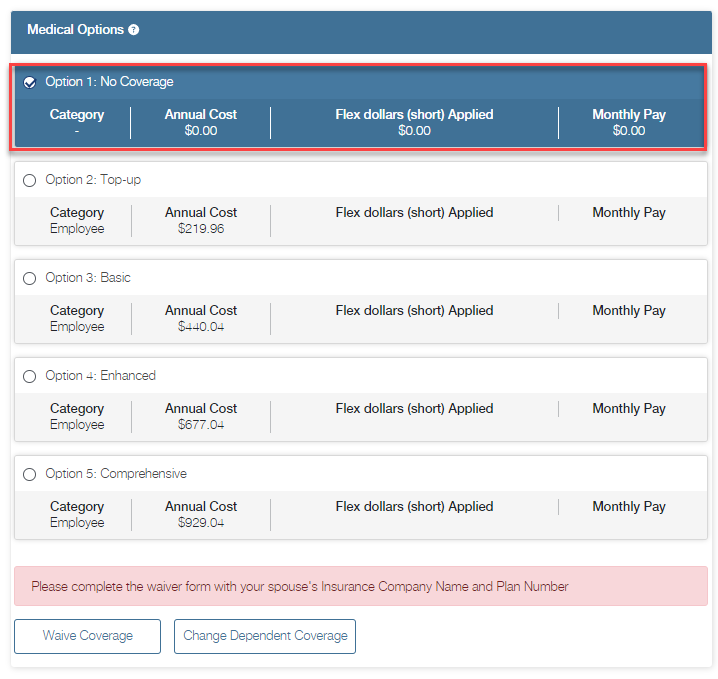 Medical Options ?
Option 1: No Coverage
Category Annual Cost Flex dollars (short) Applied Monthly Pay
- $0.00 $0.00 $0.00
Option 2: Top-up
Category Annual Cost Flex dollars (short) Applied Monthly Pay
Employee $219.96
Option 3: Basic
Category Annual Cost Flex dollars (short) Applied Monthly Pay
Employee $440.04
Option 4: Enhanced
Category Annual Cost Flex dollars (short) Applied Monthly Pay
Employee $677.04
Option 5: Comprehensive
Category Annual Cost Flex dollars (short) Applied Monthly Pay
Employee $929.04
Please complete the waiver form with your spouse's Insurance Company Name and Plan Number
Waive Coverage Change Dependent Coverage